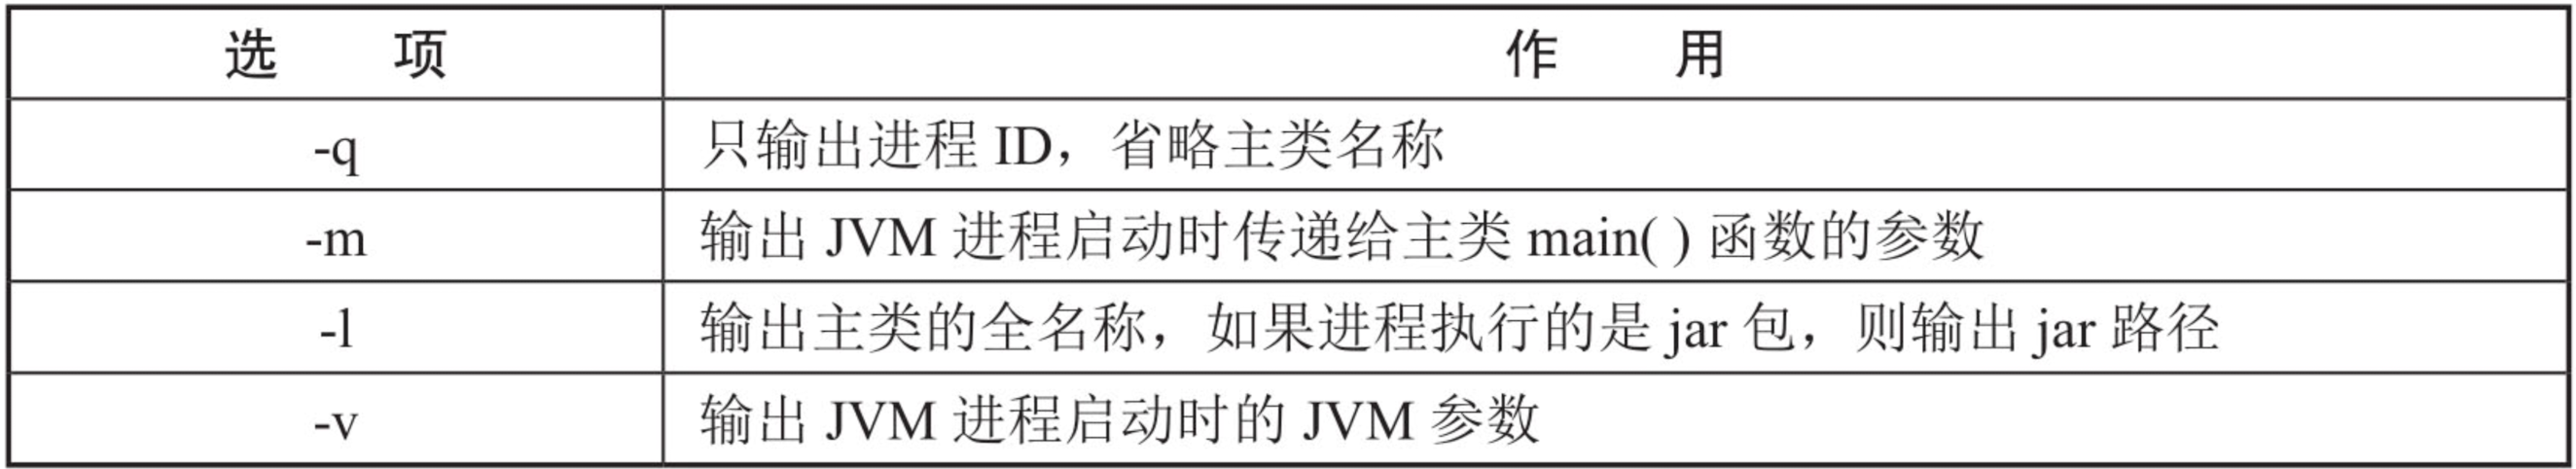 选 项 作 用
-q 只输出进程 ID，省略主类名称
-m 输出 JVM 进程启动时传递给主类 main( ) 函数的参数
-l 输出主类的全名称，如果进程执行的是 jar 包，则输出 jar 路径
-v 输出 JVM 进程启动时的 JVM 参数